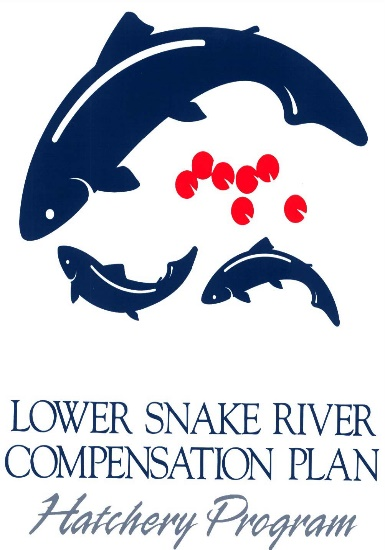 LOWER SNAKE RIVER
COMPENSATION PLAN
Hatchery Program